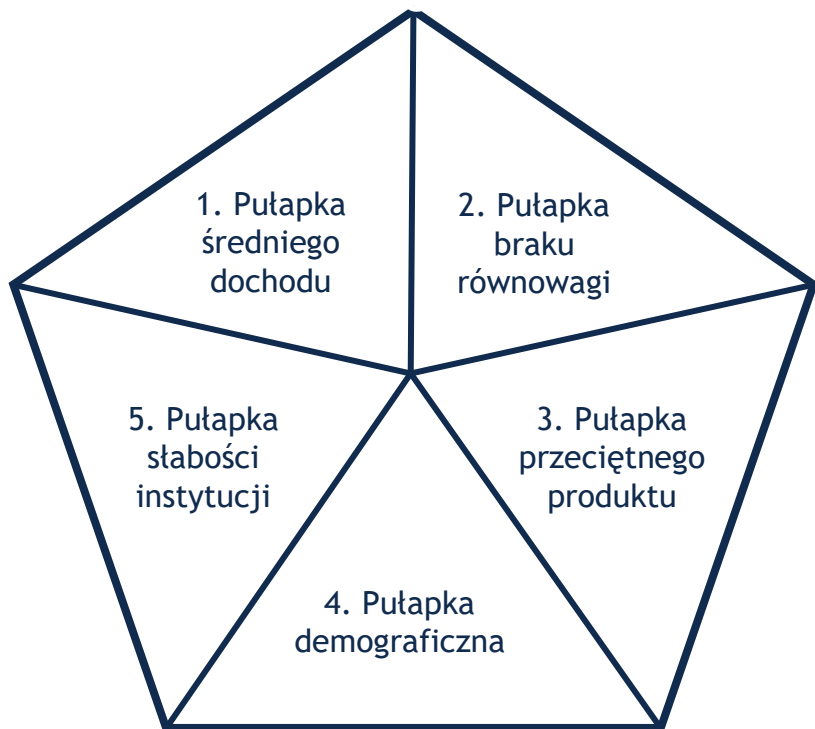 1. Pułapka
średniego
dochodu
2. Pułapka
braku
równowagi
3. Pułapka
przeciętnego
produktu
4. Pułapka
demograficzna
5. Pułapka
słabości
instytucji